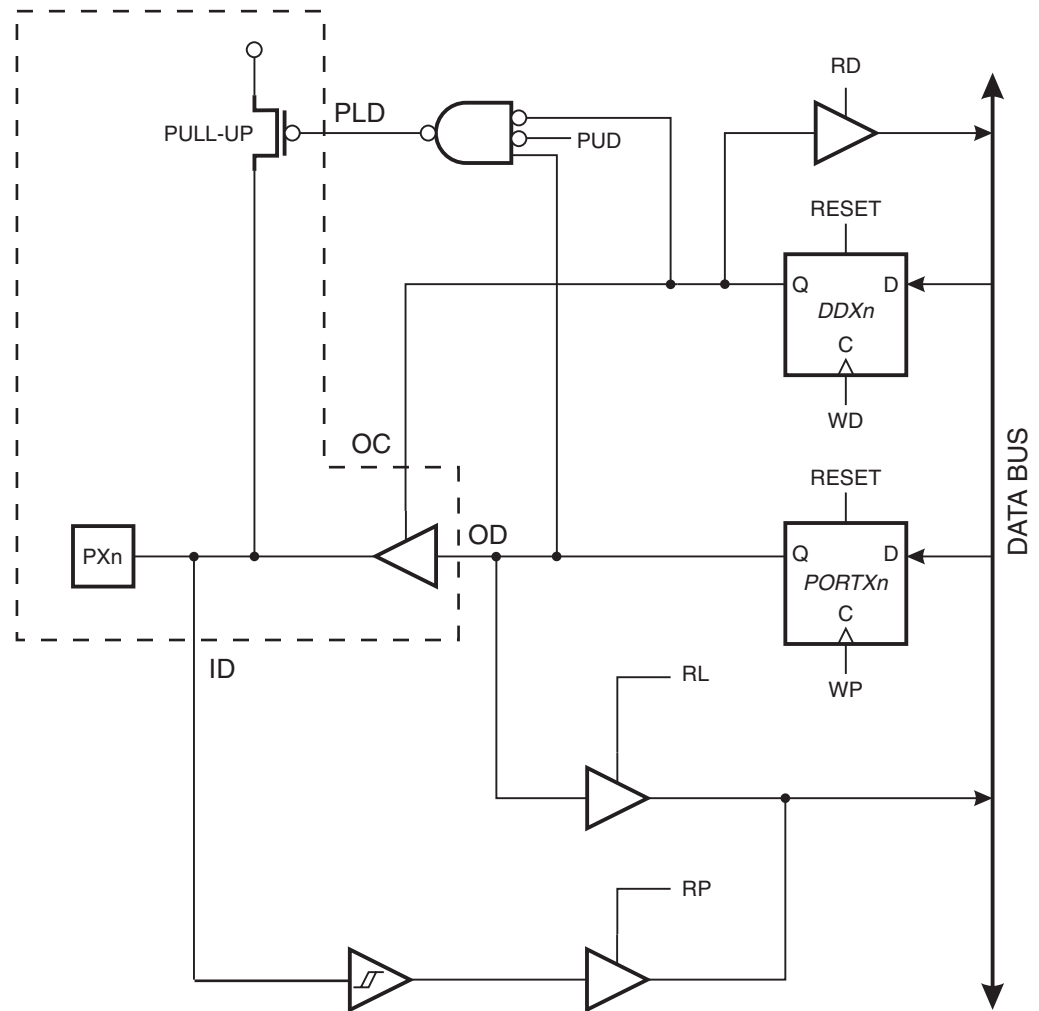 RD
PULL-UP
PLD
PUD
RESET
Q
D
DDXn
C
WD
OC
RESET
DATA BUS
PXn
OD
Q
D
PORTXn
C
WP
ID
RL
RP